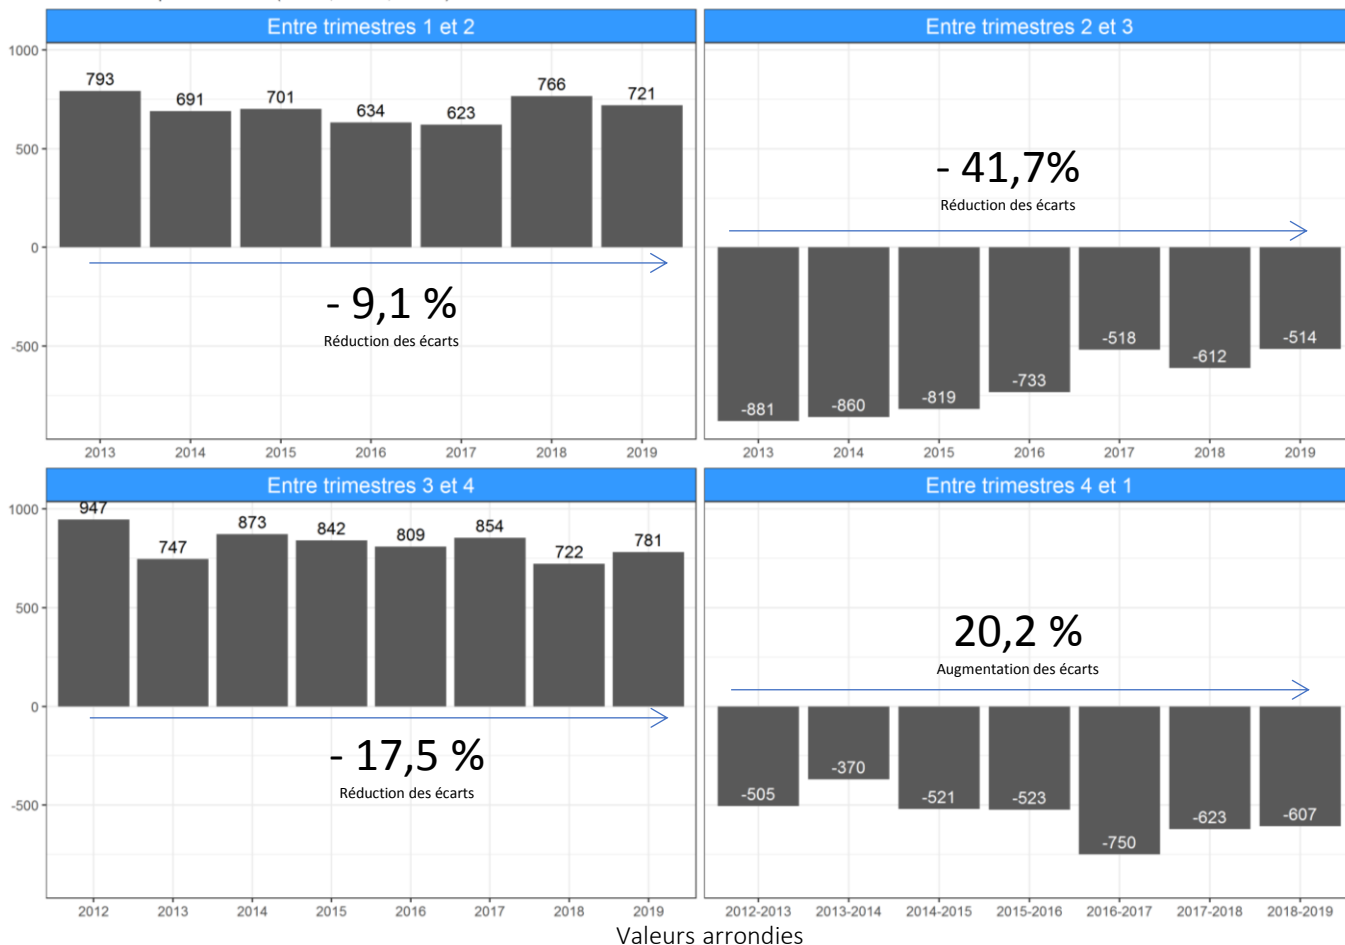 Entre trimestres 1 et 2
Entre trimestres 2 et 3
1000
500
0
-500
793
691
701
634
623
766
721
- 9,1 %
Réduction des écarts
2013 2014 2015 2016 2017 2018 2019
- 41,7%
Réduction des écarts
-881
-860
-819
-733
-518
-612
-514
2013 2014 2015 2016 2017 2018 2019
Entre trimestres 3 et 4
Entre trimestres 4 et 1
1000
500
0
-500
947
747
873
842
809
854
722
781
- 17,5 %
Réduction des écarts
2012 2013 2014 2015 2016 2017 2018 2019
20,2 %
Augmentation des écarts
-505
-370
-521
-523
-750
-623
-607
2012-2013 2013-2014 2014-2015 2015-2016 2016-2017 2017-2018 2018-2019
Valeurs arrondies